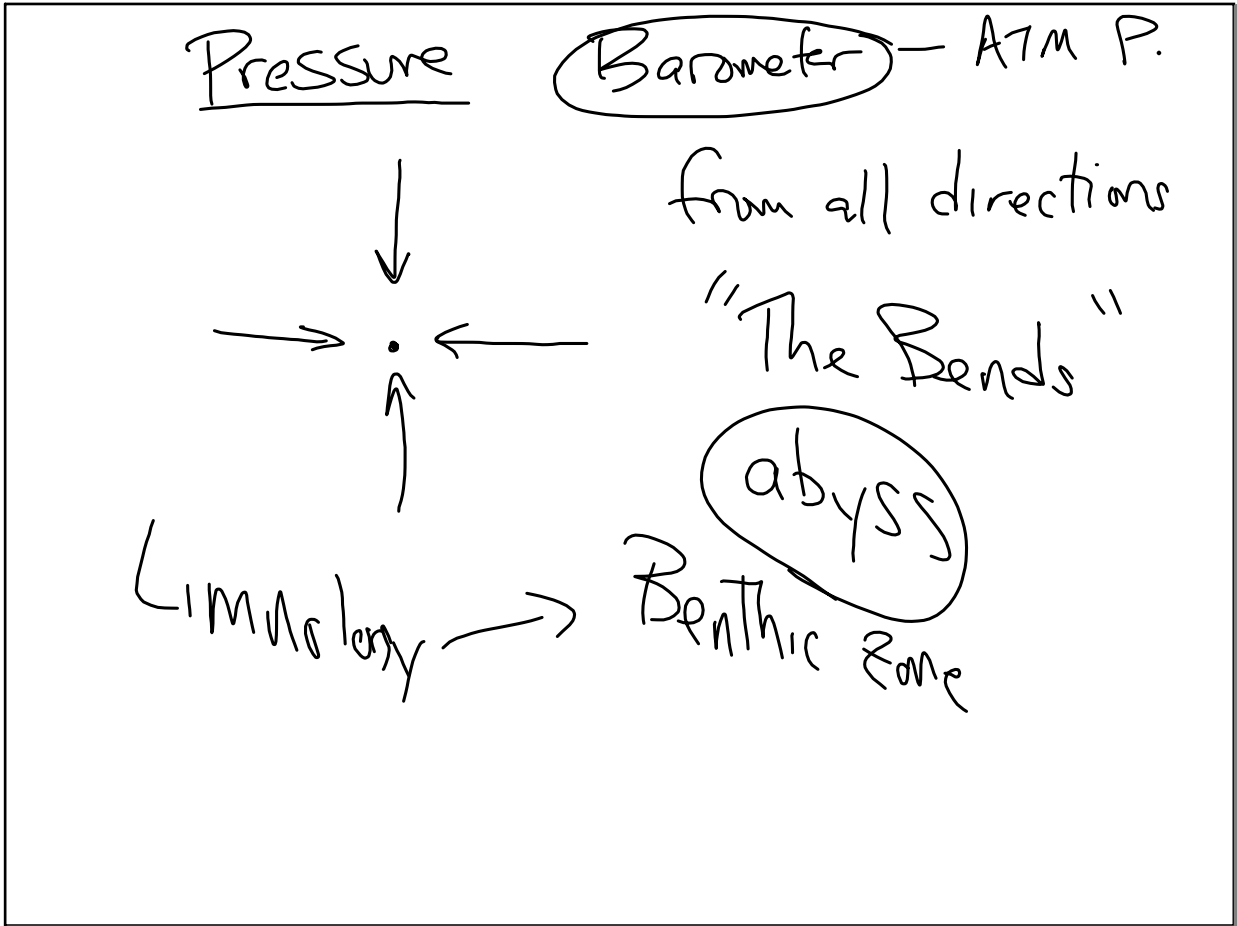 Pressure Barometer — ATM P.
from all directions
"The Bends"
abyss
Limnology → Benthic Zone